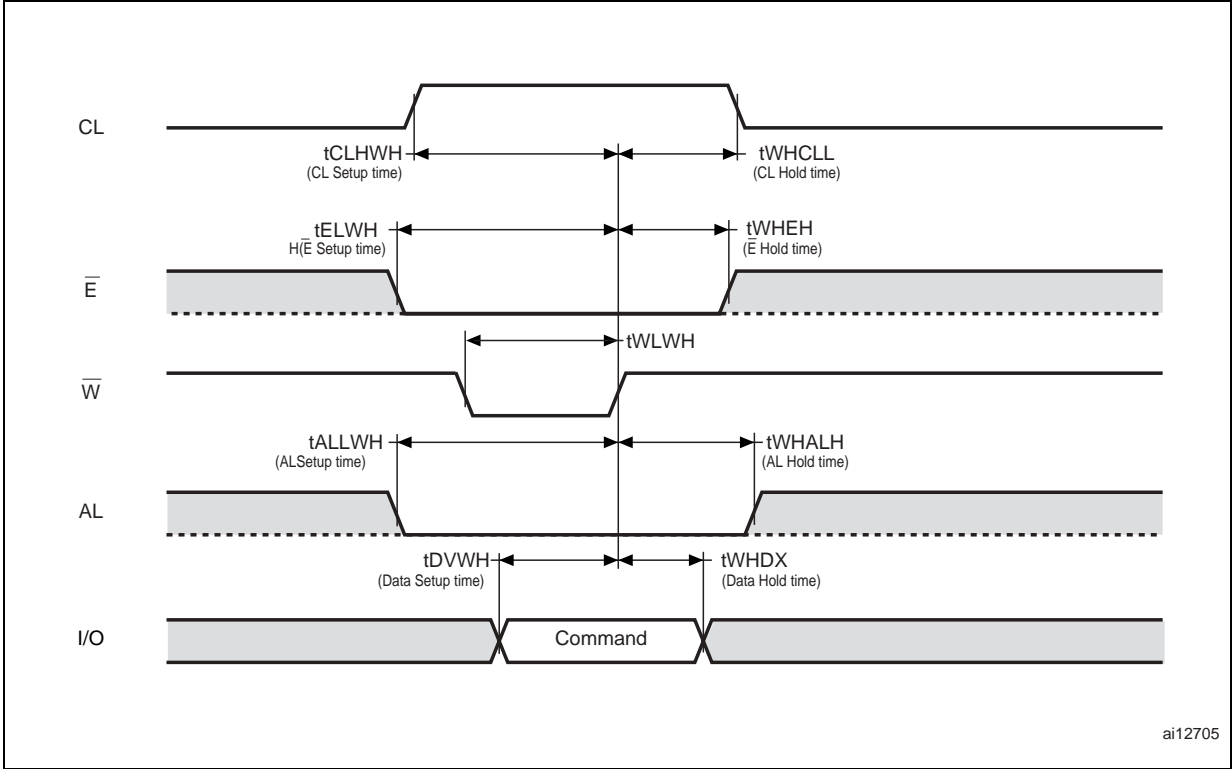 CL
tCLHWH
(CL Setup time)
tWHCLL
(CL Hold time)
tELWH
H(E̅ Setup time)
tWHEH
(E̅ Hold time)
E̅
tWLWH
W̅
tALLWH
(ALSetup time)
tWHALH
(AL Hold time)
AL
tDVWH
(Data Setup time)
tWHDX
(Data Hold time)
I/O
Command
ai12705